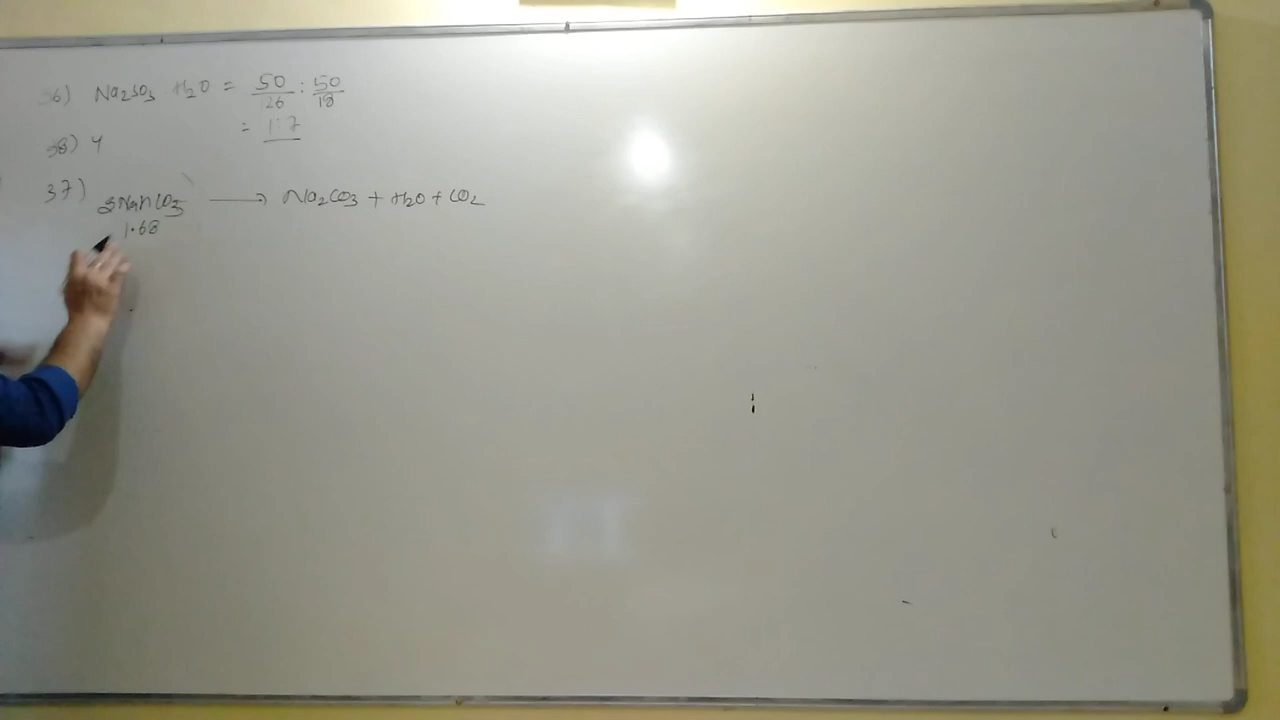 36) Na2SO3 H2O = 50/126 : 50/18
= 1:7
38) 4
37) 2NaHCO3 → Na2CO3 + H2O + CO2
1.68